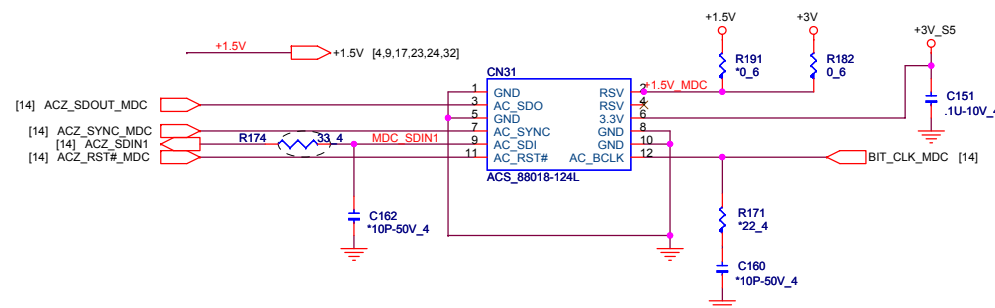 +1.5V
+3V
+3V_S5
+1.5V
+1.5V [4,9,17,23,24,32]
R191
*0_6
R182
0_6
CN31
+1.5V_MDC
C151
.1U-10V_4
1 GND RSV 2
[14] ACZ_SDOUT_MDC
3 AC_SDO RSV 4
5 GND 3.3V 6
[14] ACZ_SYNC_MDC
7 AC_SYNC GND 8
[14] ACZ_SDIN1
R174
33_4
MDC_SDIN1
9 AC_SDI GND 10
[14] ACZ_RST#_MDC
11 AC_RST# AC_BCLK 12
BIT_CLK_MDC [14]
ACS_88018-124L
C162
*10P-50V_4
R171
*22_4
C160
*10P-50V_4